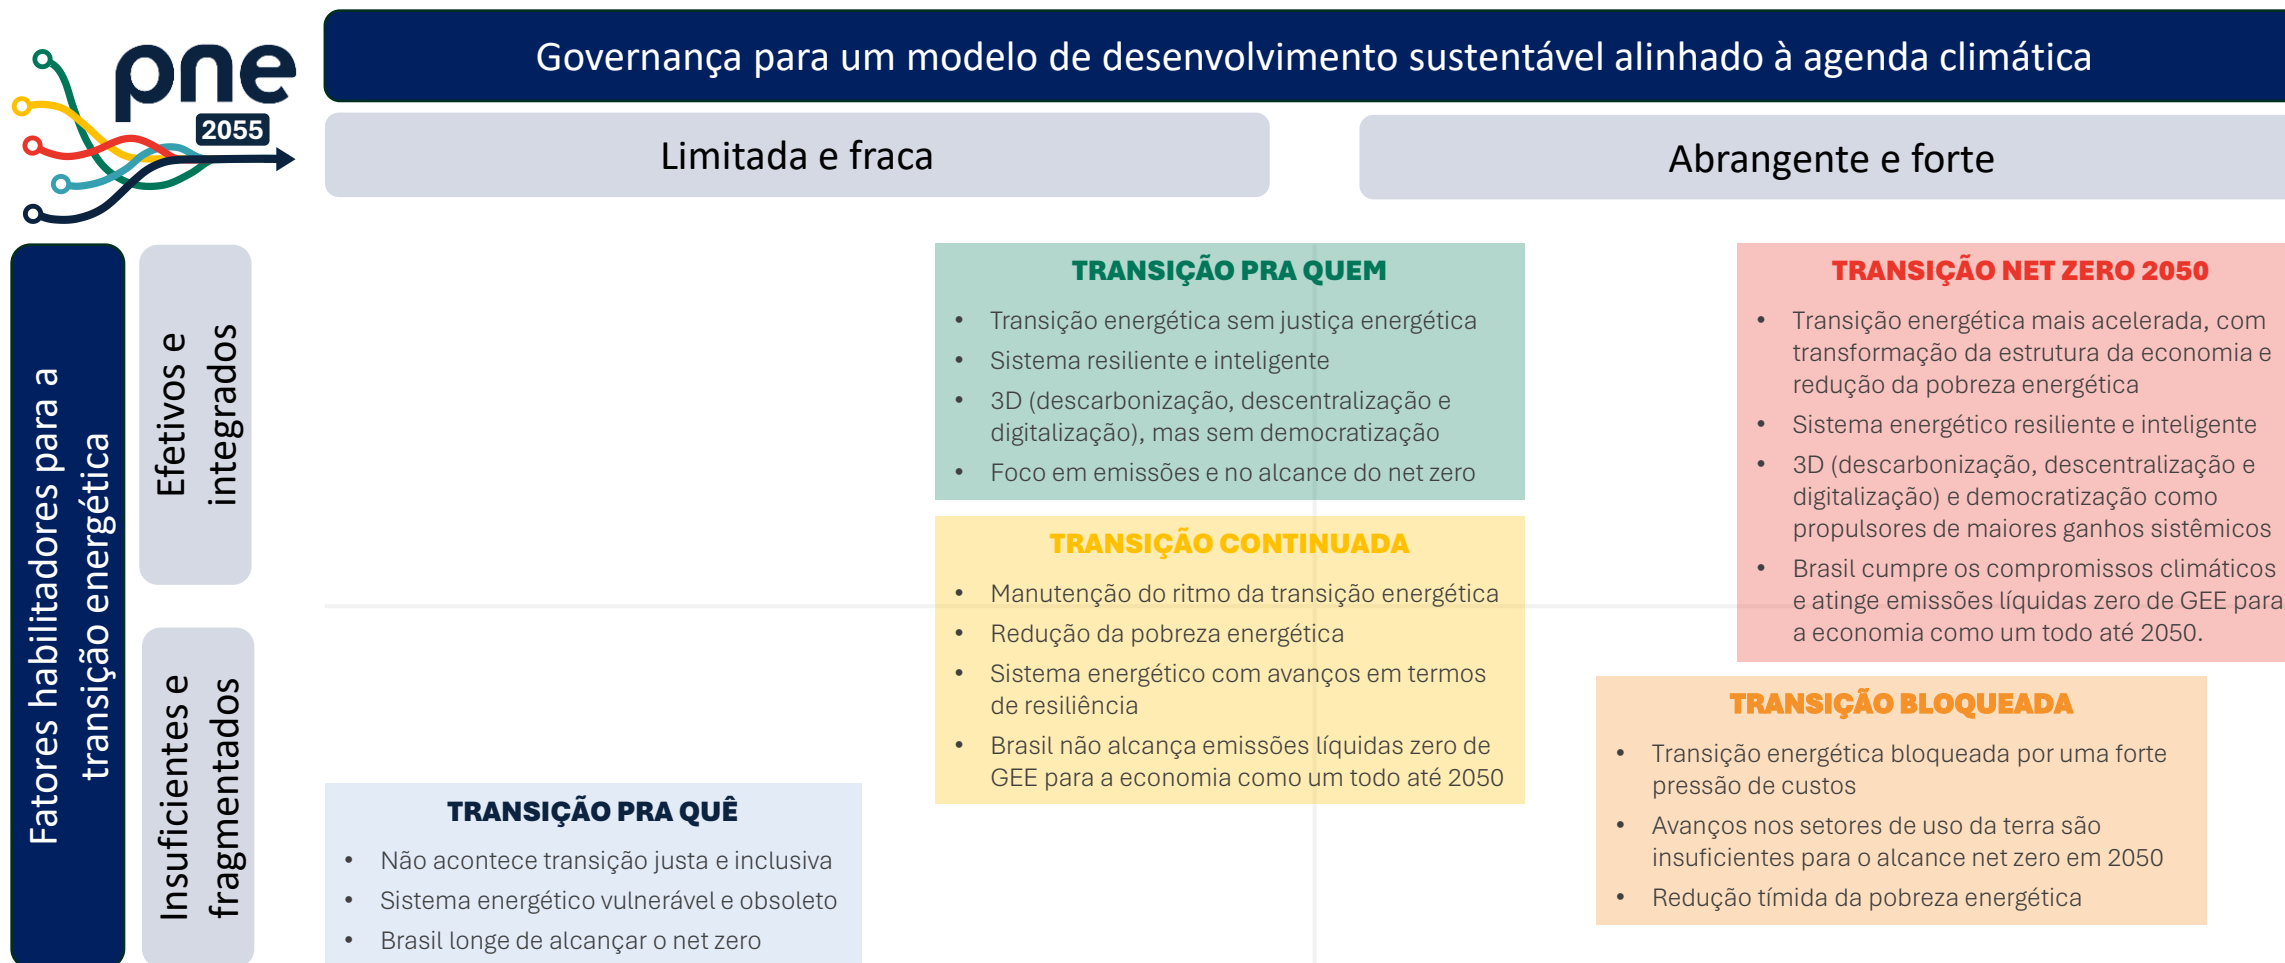 pne
2055
Governança para um modelo de desenvolvimento sustentável alinhado à agenda climática
Limitada e fraca
Abrangente e forte
Fatores habilitadores para a
transição energética
Efetivos e
integrados
Insuficientes e
fragmentados
TRANSIÇÃO PRA QUEM
• Transição energética sem justiça energética
• Sistema resiliente e inteligente
• 3D (descarbonização, descentralização e
digitalização), mas sem democratização
• Foco em emissões e no alcance do net zero
TRANSIÇÃO NET ZERO 2050
• Transição energética mais acelerada, com
transformação da estrutura da economia e
redução da pobreza energética
• Sistema energético resiliente e inteligente
• 3D (descarbonização, descentralização e
digitalização) e democratização como
propulsores de maiores ganhos sistêmicos
• Brasil cumpre os compromissos climáticos
e atinge emissões líquidas zero de GEE para
a economia como um todo até 2050.
TRANSIÇÃO CONTINUADA
• Manutenção do ritmo da transição energética
• Redução da pobreza energética
• Sistema energético com avanços em termos
de resiliência
• Brasil não alcança emissões líquidas zero de
GEE para a economia como um todo até 2050
TRANSIÇÃO BLOQUEADA
• Transição energética bloqueada por uma forte
pressão de custos
• Avanços nos setores de uso da terra são
insuficientes para o alcance net zero em 2050
• Redução tímida da pobreza energética
TRANSIÇÃO PRA QUÊ
• Não acontece transição justa e inclusiva
• Sistema energético vulnerável e obsoleto
• Brasil longe de alcançar o net zero